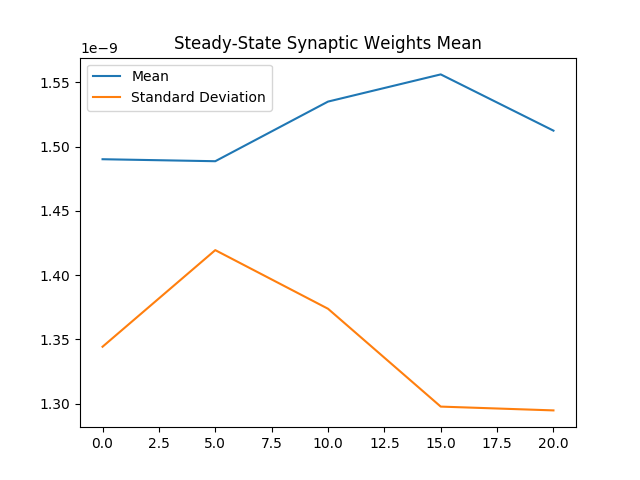 Steady-State Synaptic Weights Mean
1e−9
Mean
Standard Deviation
1.55
1.50
1.45
1.40
1.35
1.30
0.0 2.5 5.0 7.5 10.0 12.5 15.0 17.5 20.0